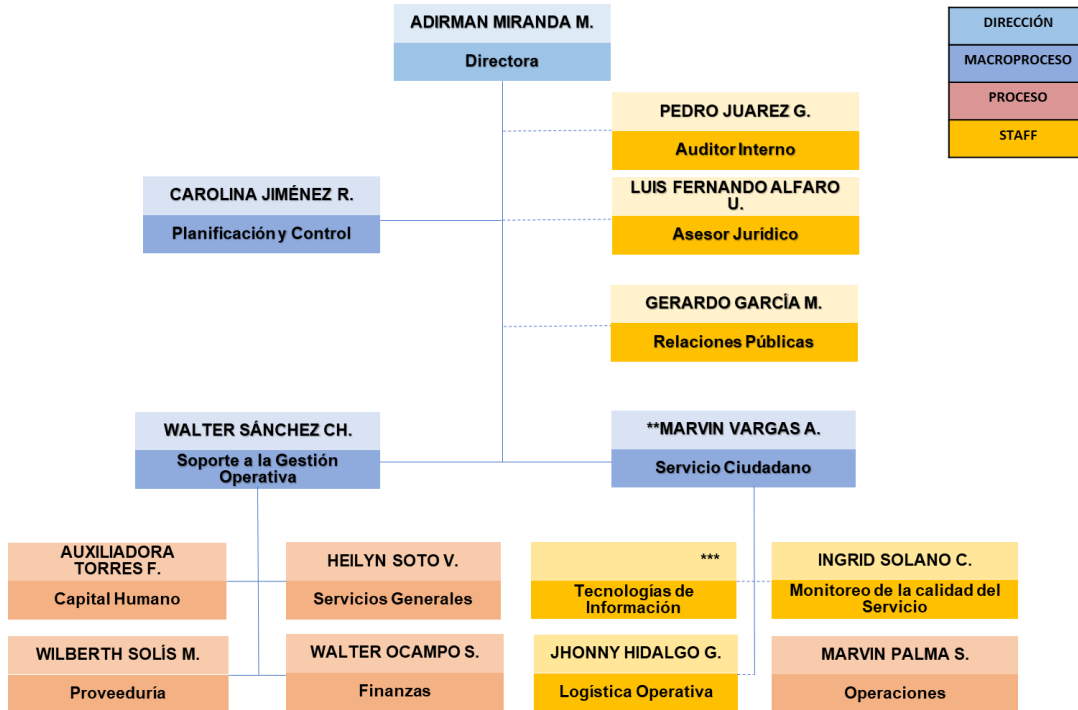 ADIRMAN MIRANDA M.
Directora
DIRECCIÓN
MACROPROCESO
PROCESO
STAFF
PEDRO JUAREZ G.
Auditor Interno
CAROLINA JIMÉNEZ R.
Planificación y Control
LUIS FERNANDO ALFARO
U.
Asesor Jurídico
GERARDO GARCÍA M.
Relaciones Públicas
WALTER SÁNCHEZ CH.
Soporte a la Gestión
Operativa
**MARVIN VARGAS A.
Servicio Ciudadano
AUXILIADORA
TORRES F.
Capital Humano
HEILYN SOTO V.
Servicios Generales
***
Tecnologías de
Información
INGRID SOLANO C.
Monitoreo de la calidad del
Servicio
WILBERTH SOLÍS M.
Proveeduría
WALTER OCAMPO S.
Finanzas
JHONNY HIDALGO G.
Logística Operativa
MARVIN PALMA S.
Operaciones